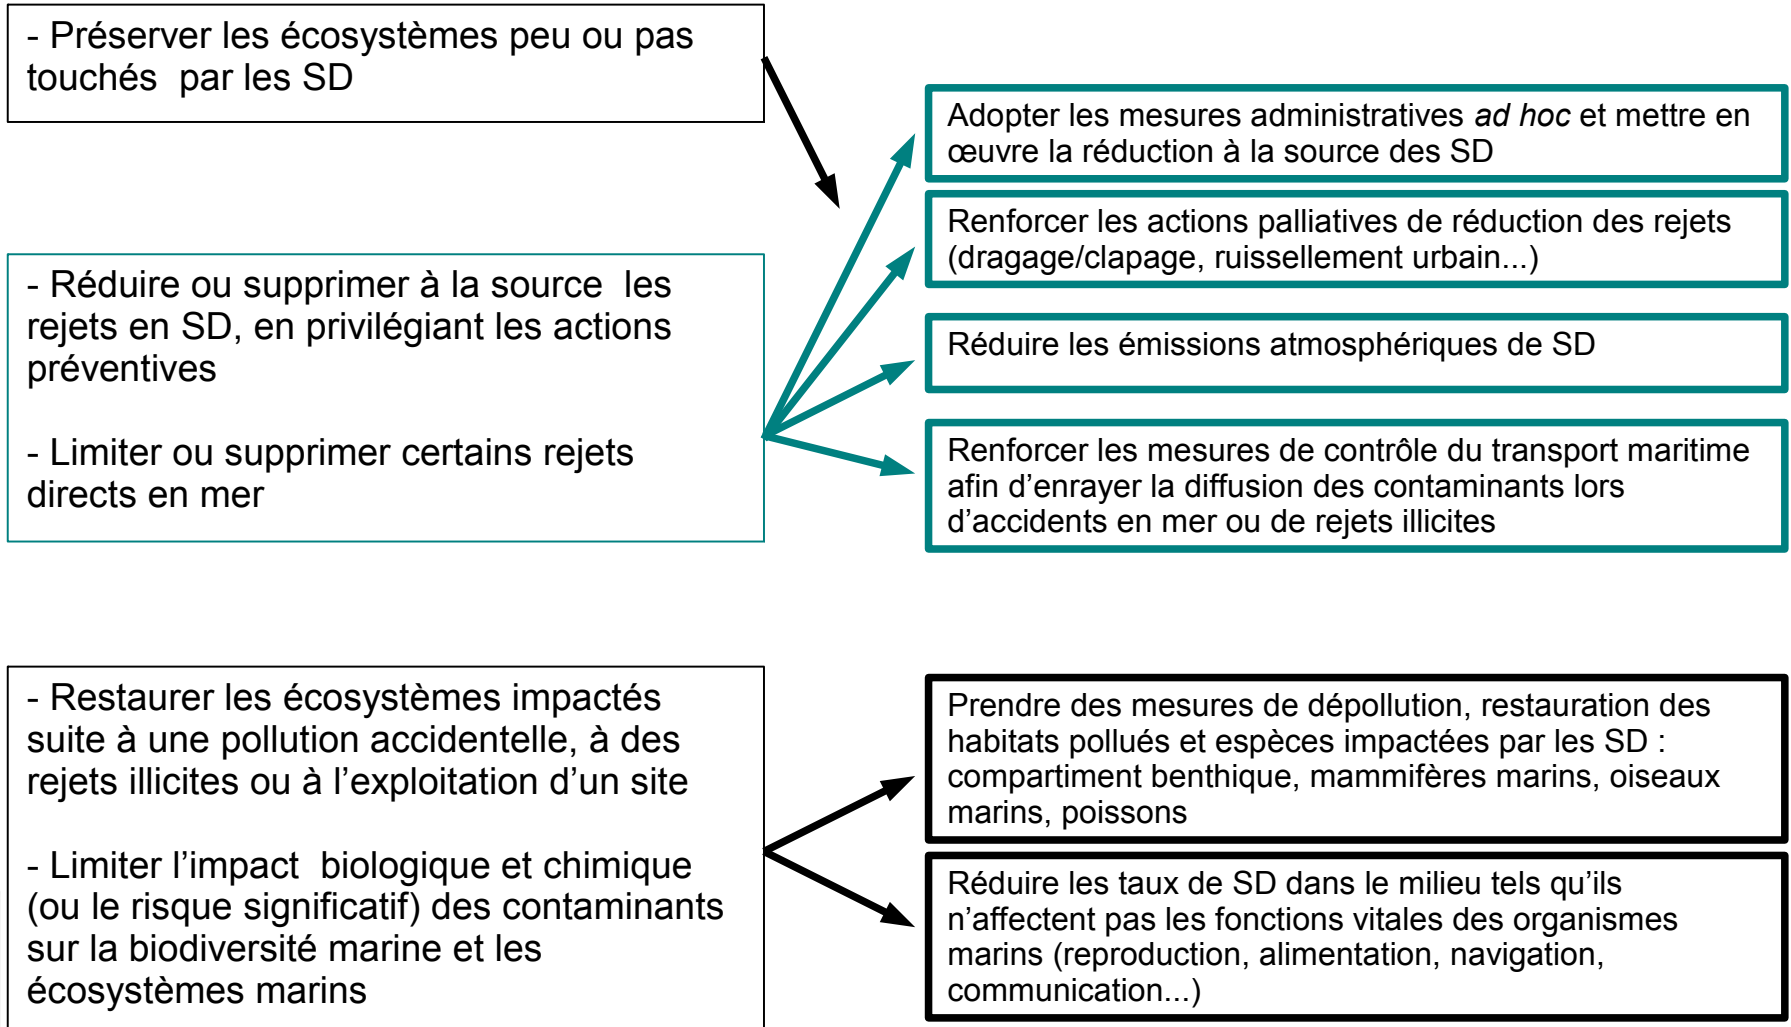 - Préserver les écosystèmes peu ou pas
touchés par les SD
- Réduire ou supprimer à la source les
rejets en SD, en privilégiant les actions
préventives
- Limiter ou supprimer certains rejets
directs en mer
Adopter les mesures administratives ad hoc et mettre en
œuvre la réduction à la source des SD
Renforcer les actions palliatives de réduction des rejets
(dragage/clapage, ruissellement urbain...)
Réduire les émissions atmosphériques de SD
Renforcer les mesures de contrôle du transport maritime
afin d’enrayer la diffusion des contaminants lors
d’accidents en mer ou de rejets illicites
- Restaurer les écosystèmes impactés
suite à une pollution accidentelle, à des
rejets illicites ou à l’exploitation d’un site
- Limiter l’impact biologique et chimique
(ou le risque significatif) des contaminants
sur la biodiversité marine et les
écosystèmes marins
Prendre des mesures de dépollution, restauration des
habitats pollués et espèces impactées par les SD :
compartiment benthique, mammifères marins, oiseaux
marins, poissons
Réduire les taux de SD dans le milieu tels qu’ils
n’affectent pas les fonctions vitales des organismes
marins (reproduction, alimentation, navigation,
communication...)